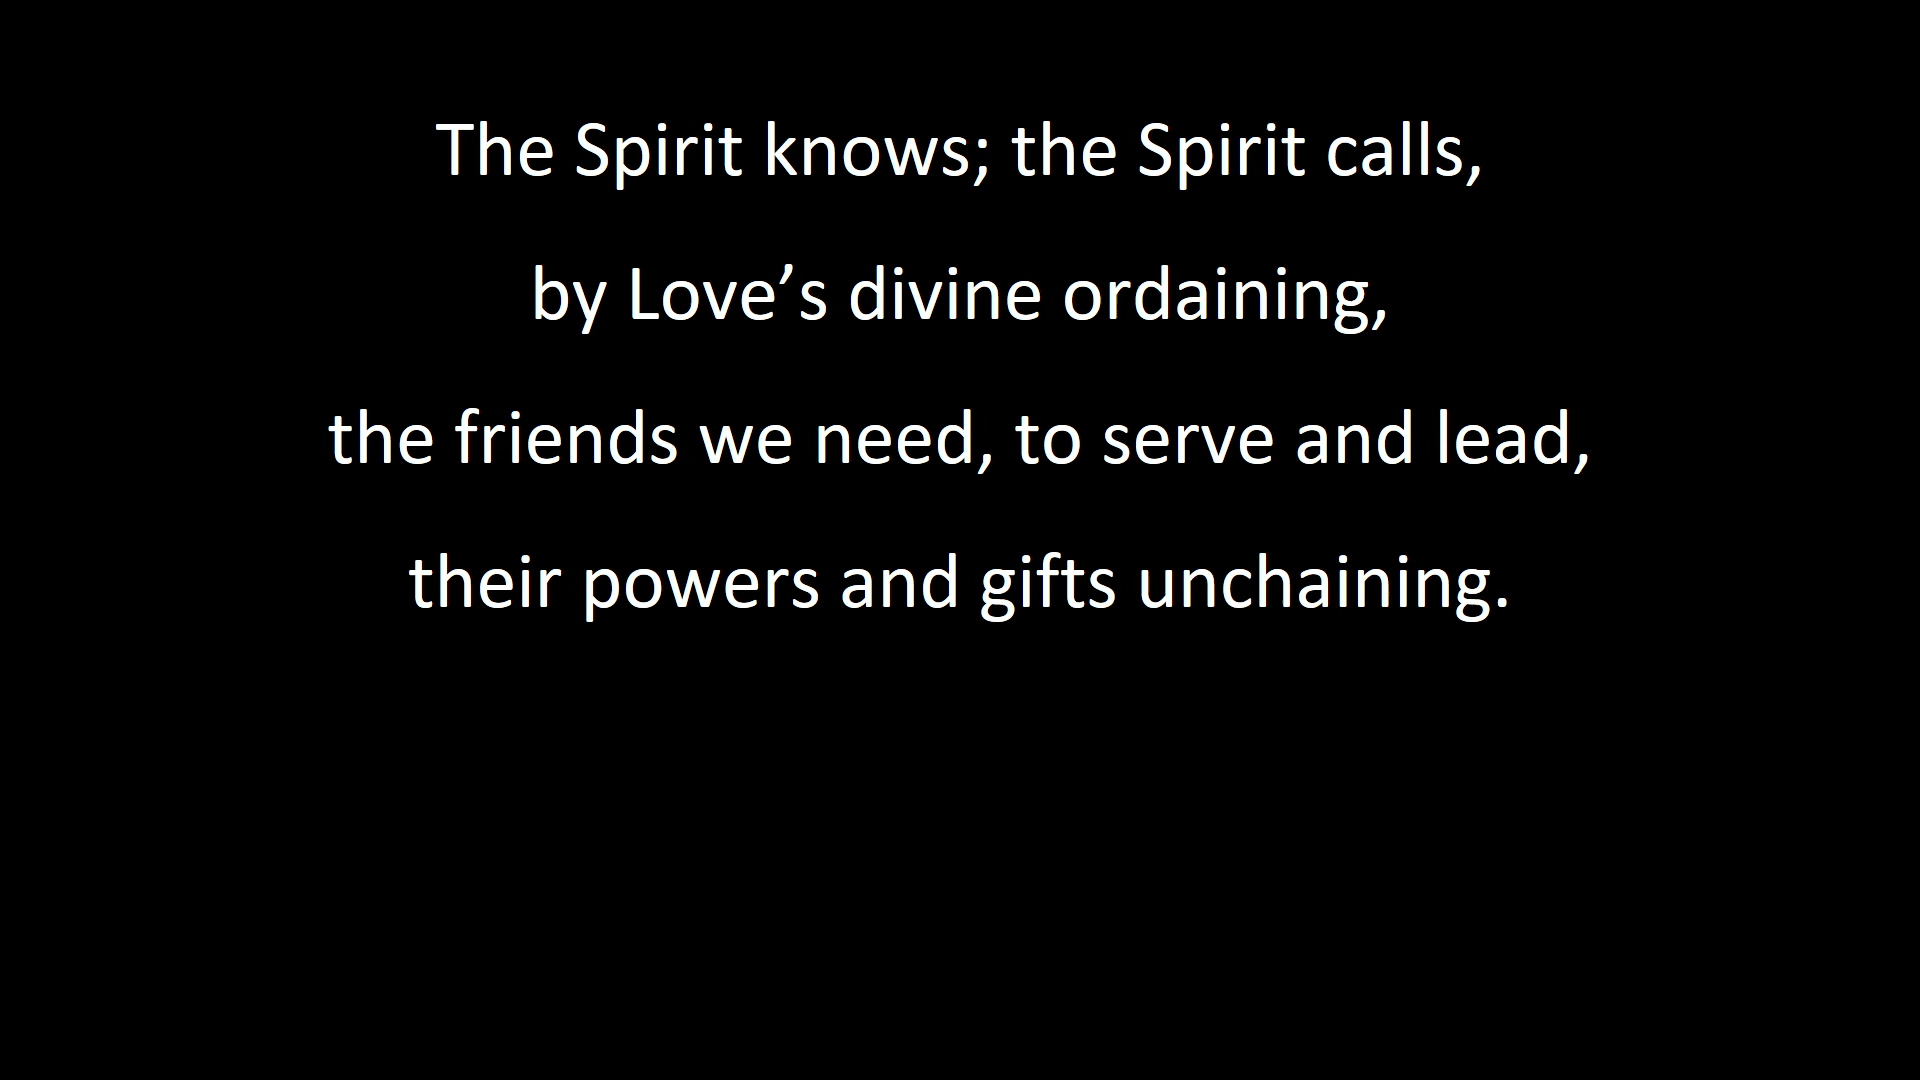 The Spirit knows; the Spirit calls,
by Love’s divine ordaining,
the friends we need, to serve and lead,
their powers and gifts unchaining.